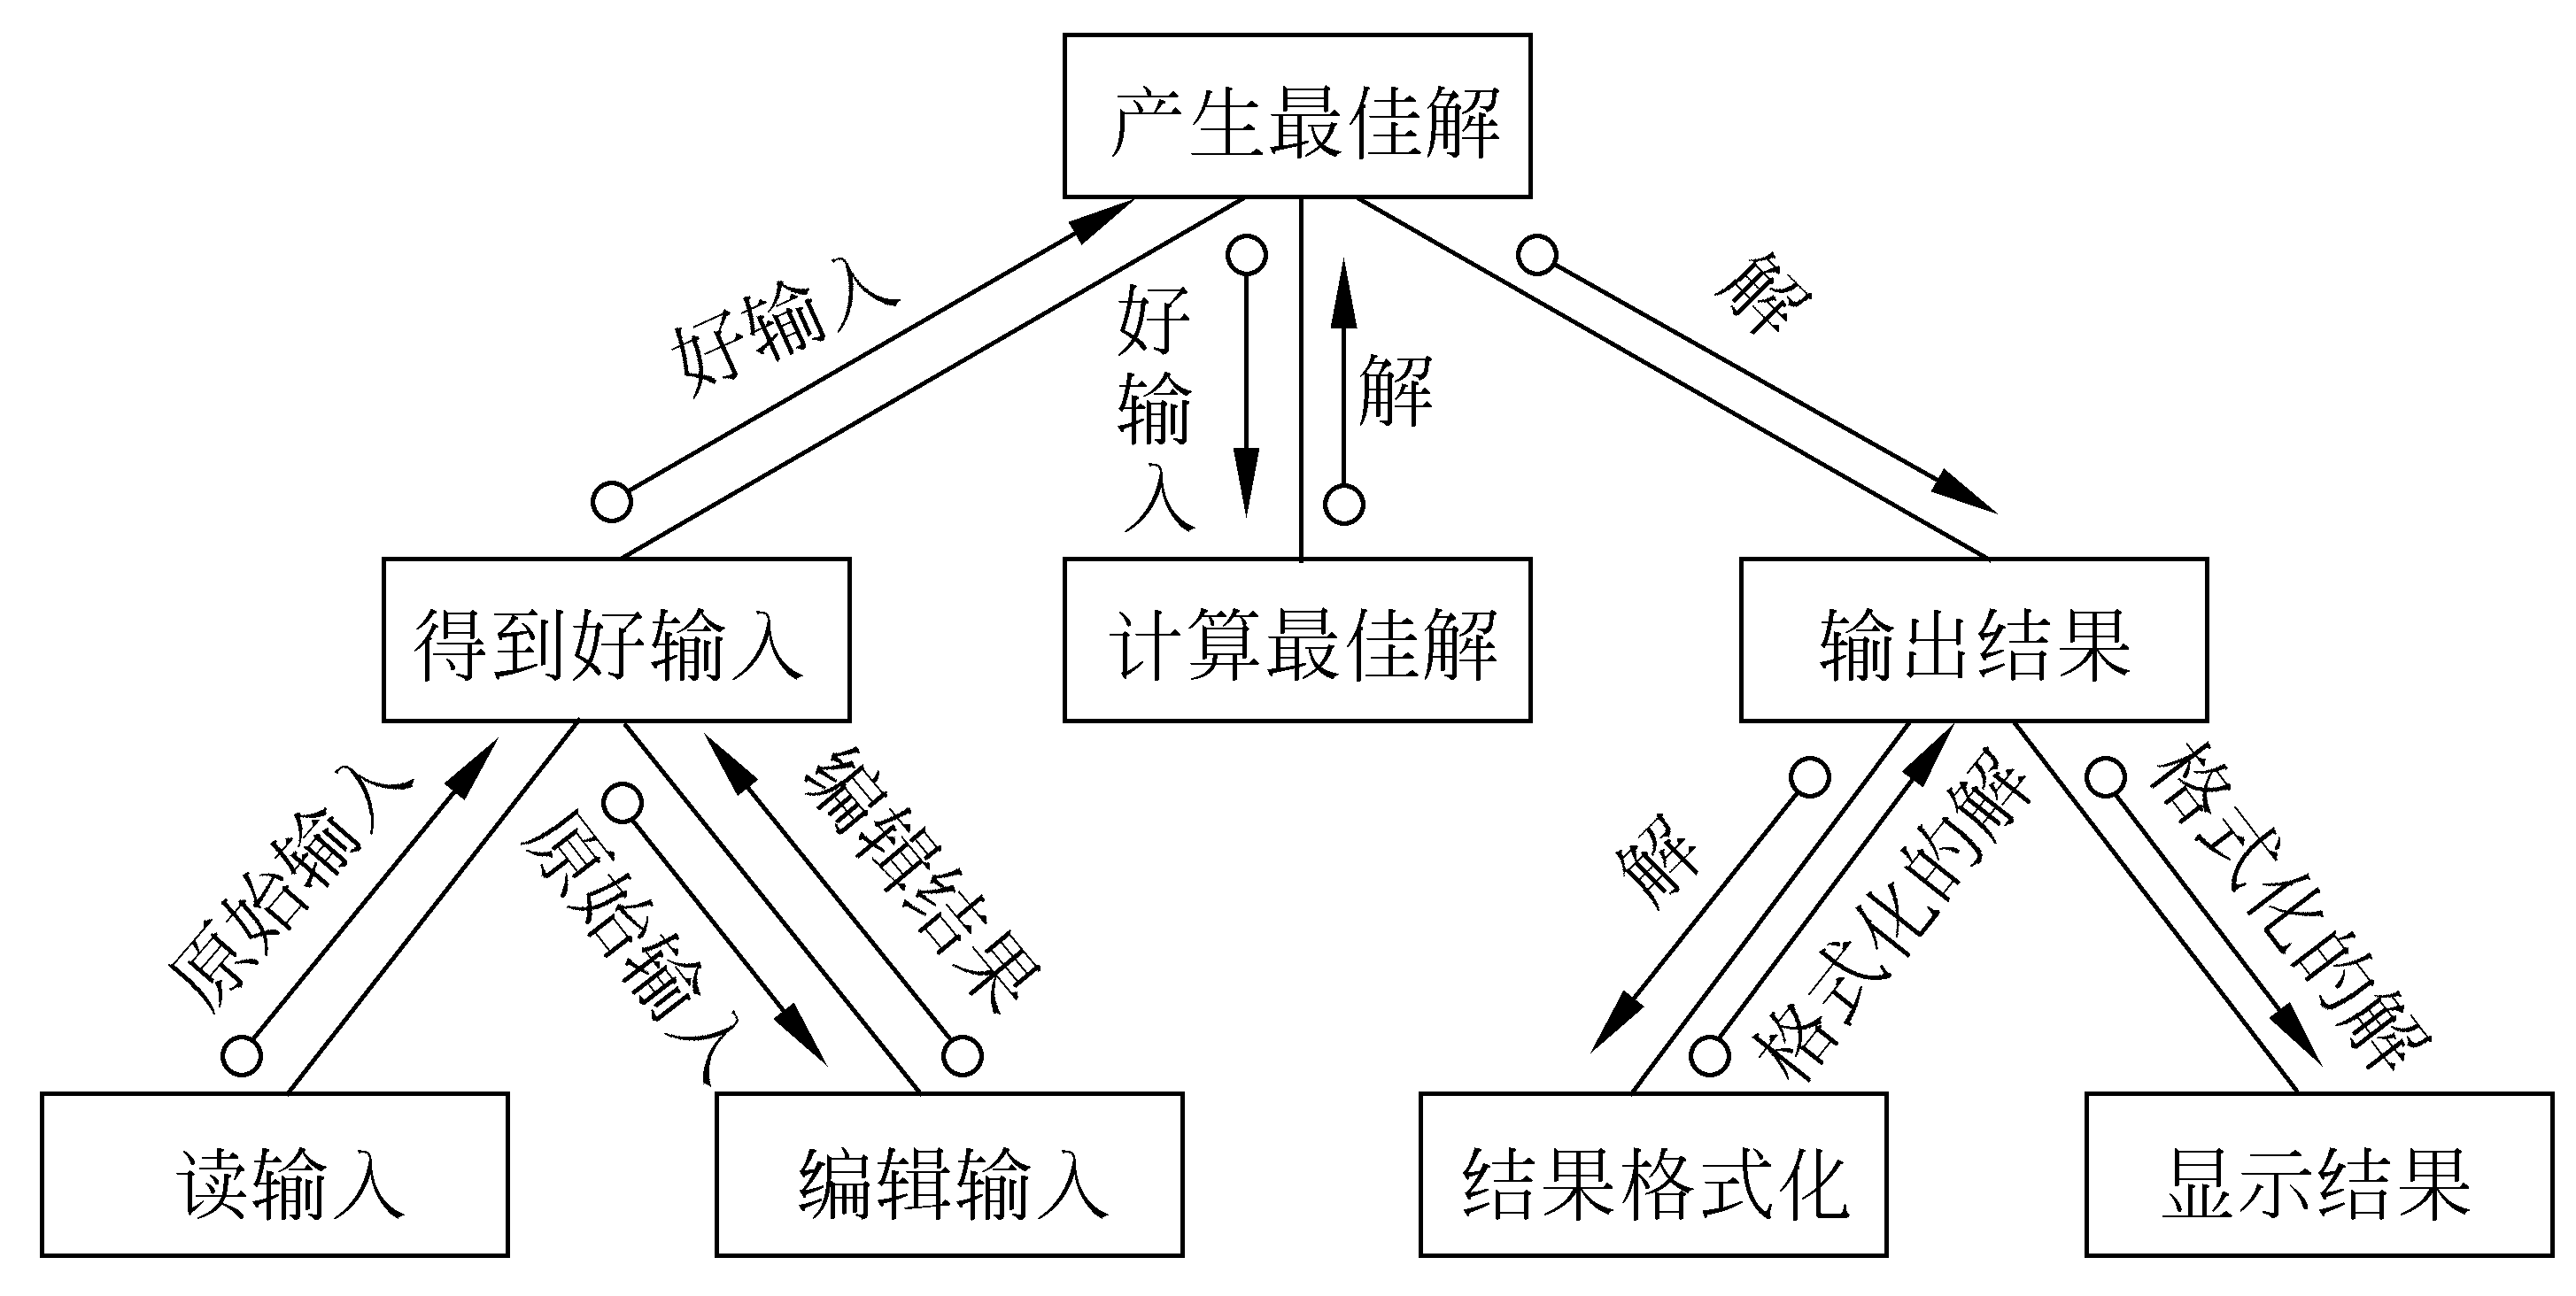 产生最佳解
好输入
好输入
解
解
得到好输入
计算最佳解
输出结果
原始输入
原始输入
编辑结果
解
格式化的解
格式化的解
读输入
编辑输入
结果格式化
显示结果